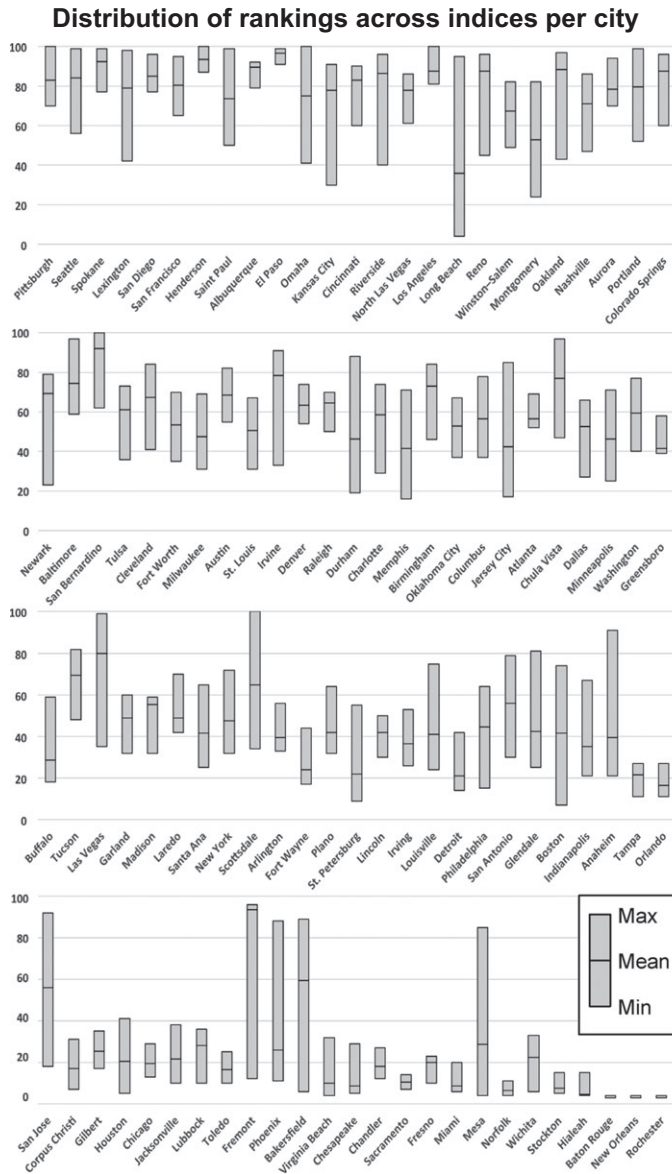 Distribution of rankings across indices per city
100
80
60
40
20
0
Pittsburgh
Seattle
Spokane
Lexington
San Diego
San Francisco
Henderson
Saint Paul
Albuquerque
El Paso
Omaha
Kansas City
Cincinnati
Riverside
North Las Vegas
Los Angeles
Long Beach
Reno
Winston–Salem
Montgomery
Oakland
Nashville
Aurora
Portland
Colorado Springs
100
80
60
40
20
0
Newark
Baltimore
San Bernardino
Tulsa
Cleveland
Fort Worth
Milwaukee
Austin
St. Louis
Irvine
Denver
Raleigh
Durham
Charlotte
Memphis
Birmingham
Oklahoma City
Columbus
Jersey City
Atlanta
Chula Vista
Dallas
Minneapolis
Washington
Greensboro
100
80
60
40
20
0
Buffalo
Tucson
Las Vegas
Garland
Madison
Laredo
Santa Ana
New York
Scottsdale
Arlington
Fort Wayne
Plano
St. Petersburg
Lincoln
Irving
Louisville
Detroit
Philadelphia
San Antonio
Glendale
Boston
Indianapolis
Anaheim
Tampa
Orlando
100
80
60
40
20
0
Max
Mean
Min
San Jose
Corpus Christi
Gilbert
Houston
Chicago
Jacksonville
Lubbock
Toledo
Fremont
Phoenix
Bakersfield
Virginia Beach
Chesapeake
Chandler
Sacramento
Fresno
Miami
Mesa
Norfolk
Wichita
Stockton
Hialeah
Baton Rouge
New Orleans
Rochester